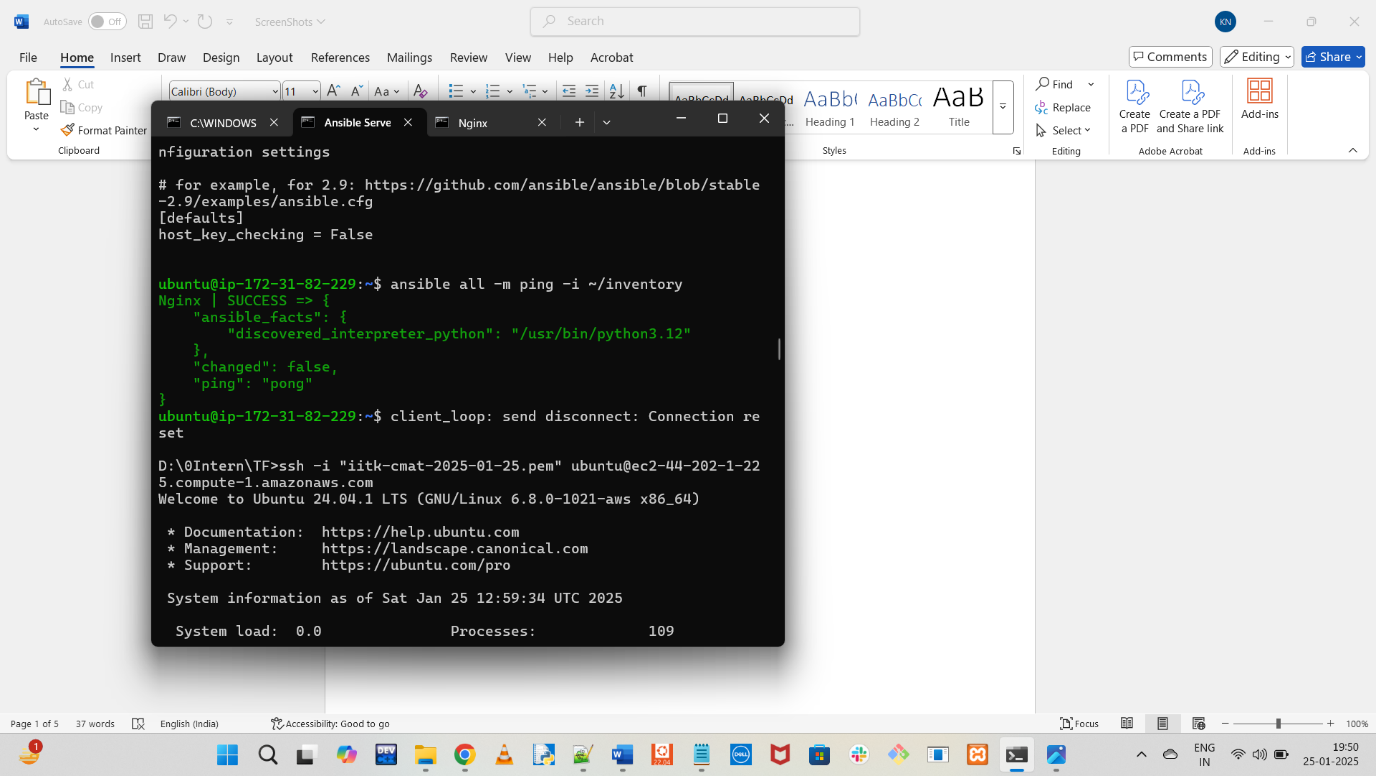 AutoSave Off ScreenShots Search KN
File Home Insert Draw Design Layout References Mailings Review View Help Acrobat Comments Editing Share
Paste
Cut
Copy
Format Painter
Clipboard
Calibri (Body) 11
Aa
AaBb( AaBbCc AaB
Heading 1 Heading 2 Title
Styles
Find
Replace
Select
Editing
Create a PDF
Create a PDF and Share link
Adobe Acrobat
Add-ins
Add-ins
C:\WINDOWS Ansible Serve Nginx
nfiguration settings
# for example, for 2.9: https://github.com/ansible/ansible/blob/stable
-2.9/examples/ansible.cfg
[defaults]
host_key_checking = False
ubuntu@ip-172-31-82-229:~$ ansible all -m ping -i ~/inventory
Nginx | SUCCESS => {
"ansible_facts": {
"discovered_interpreter_python": "/usr/bin/python3.12"
},
"changed": false,
"ping": "pong"
}
ubuntu@ip-172-31-82-229:~$ client_loop: send disconnect: Connection re
set
D:\0Intern\TF>ssh -i "iitk-cmat-2025-01-25.pem" ubuntu@ec2-44-202-1-22
5.compute-1.amazonaws.com
Welcome to Ubuntu 24.04.1 LTS (GNU/Linux 6.8.0-1021-aws x86_64)
* Documentation: https://help.ubuntu.com
* Management: https://landscape.canonical.com
* Support: https://ubuntu.com/pro
System information as of Sat Jan 25 12:59:34 UTC 2025
System load: 0.0 Processes: 109
Page 1 of 5 37 words English (India) Accessibility: Good to go Focus 100%
1
DEV
22.04
DELL
ENG
IN
19:50
25-01-2025